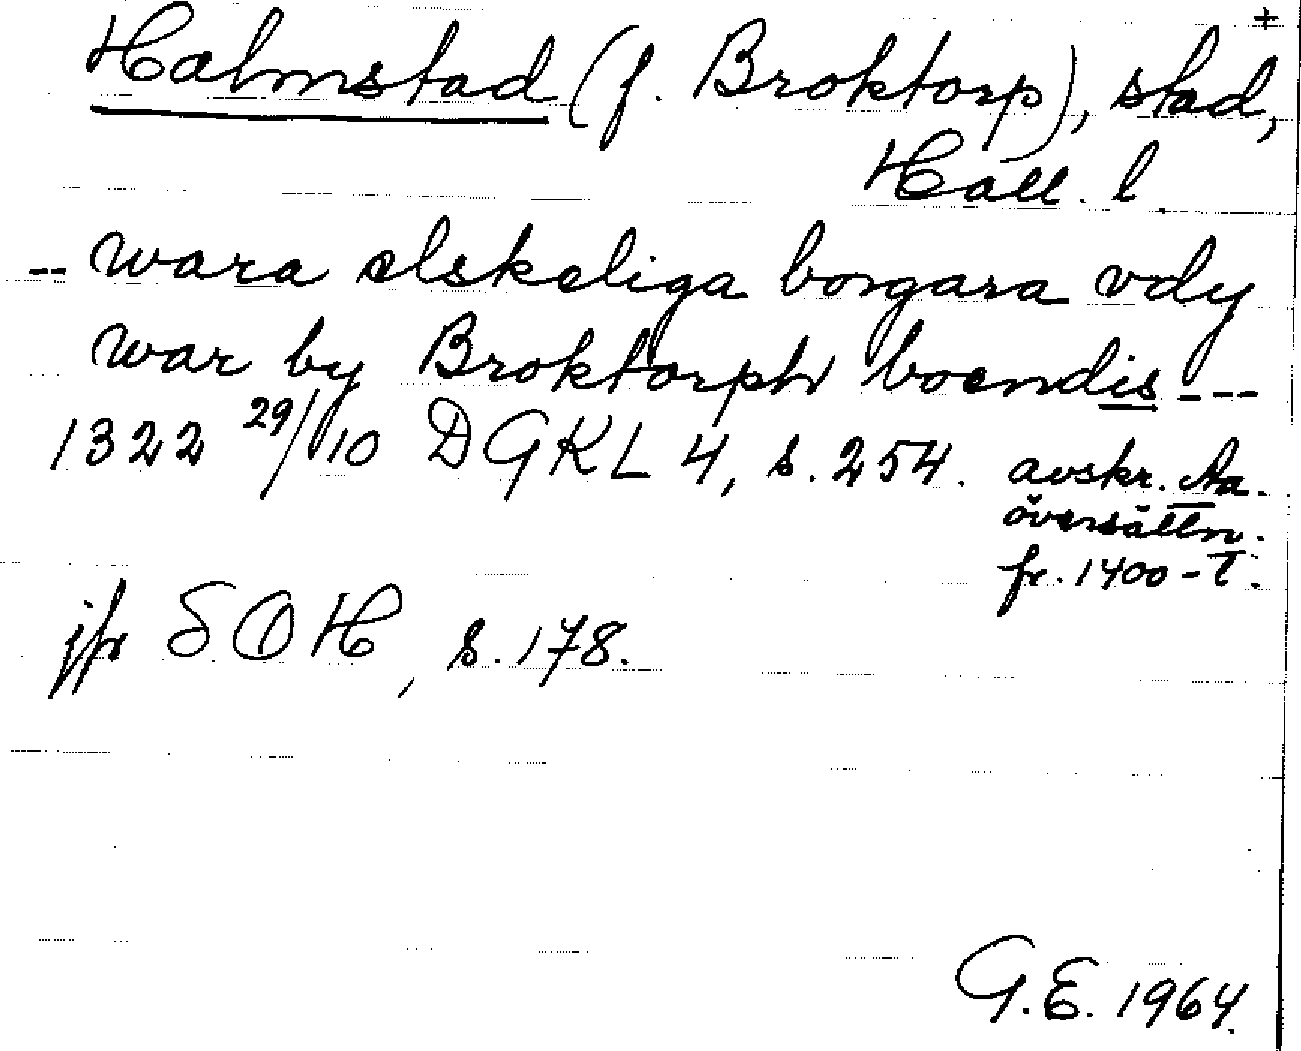 +
Halmstad (f. Broktorp), stad,
Hall. l.
-- wara elskeliga borgara vdy
war by Broktorph boendis ---
1322 29/10 DGKL 4, s. 254. avskr. Aa.
översättn.
fr. 1400-t.
jfr SOH, s. 178.
G.E. 1964.